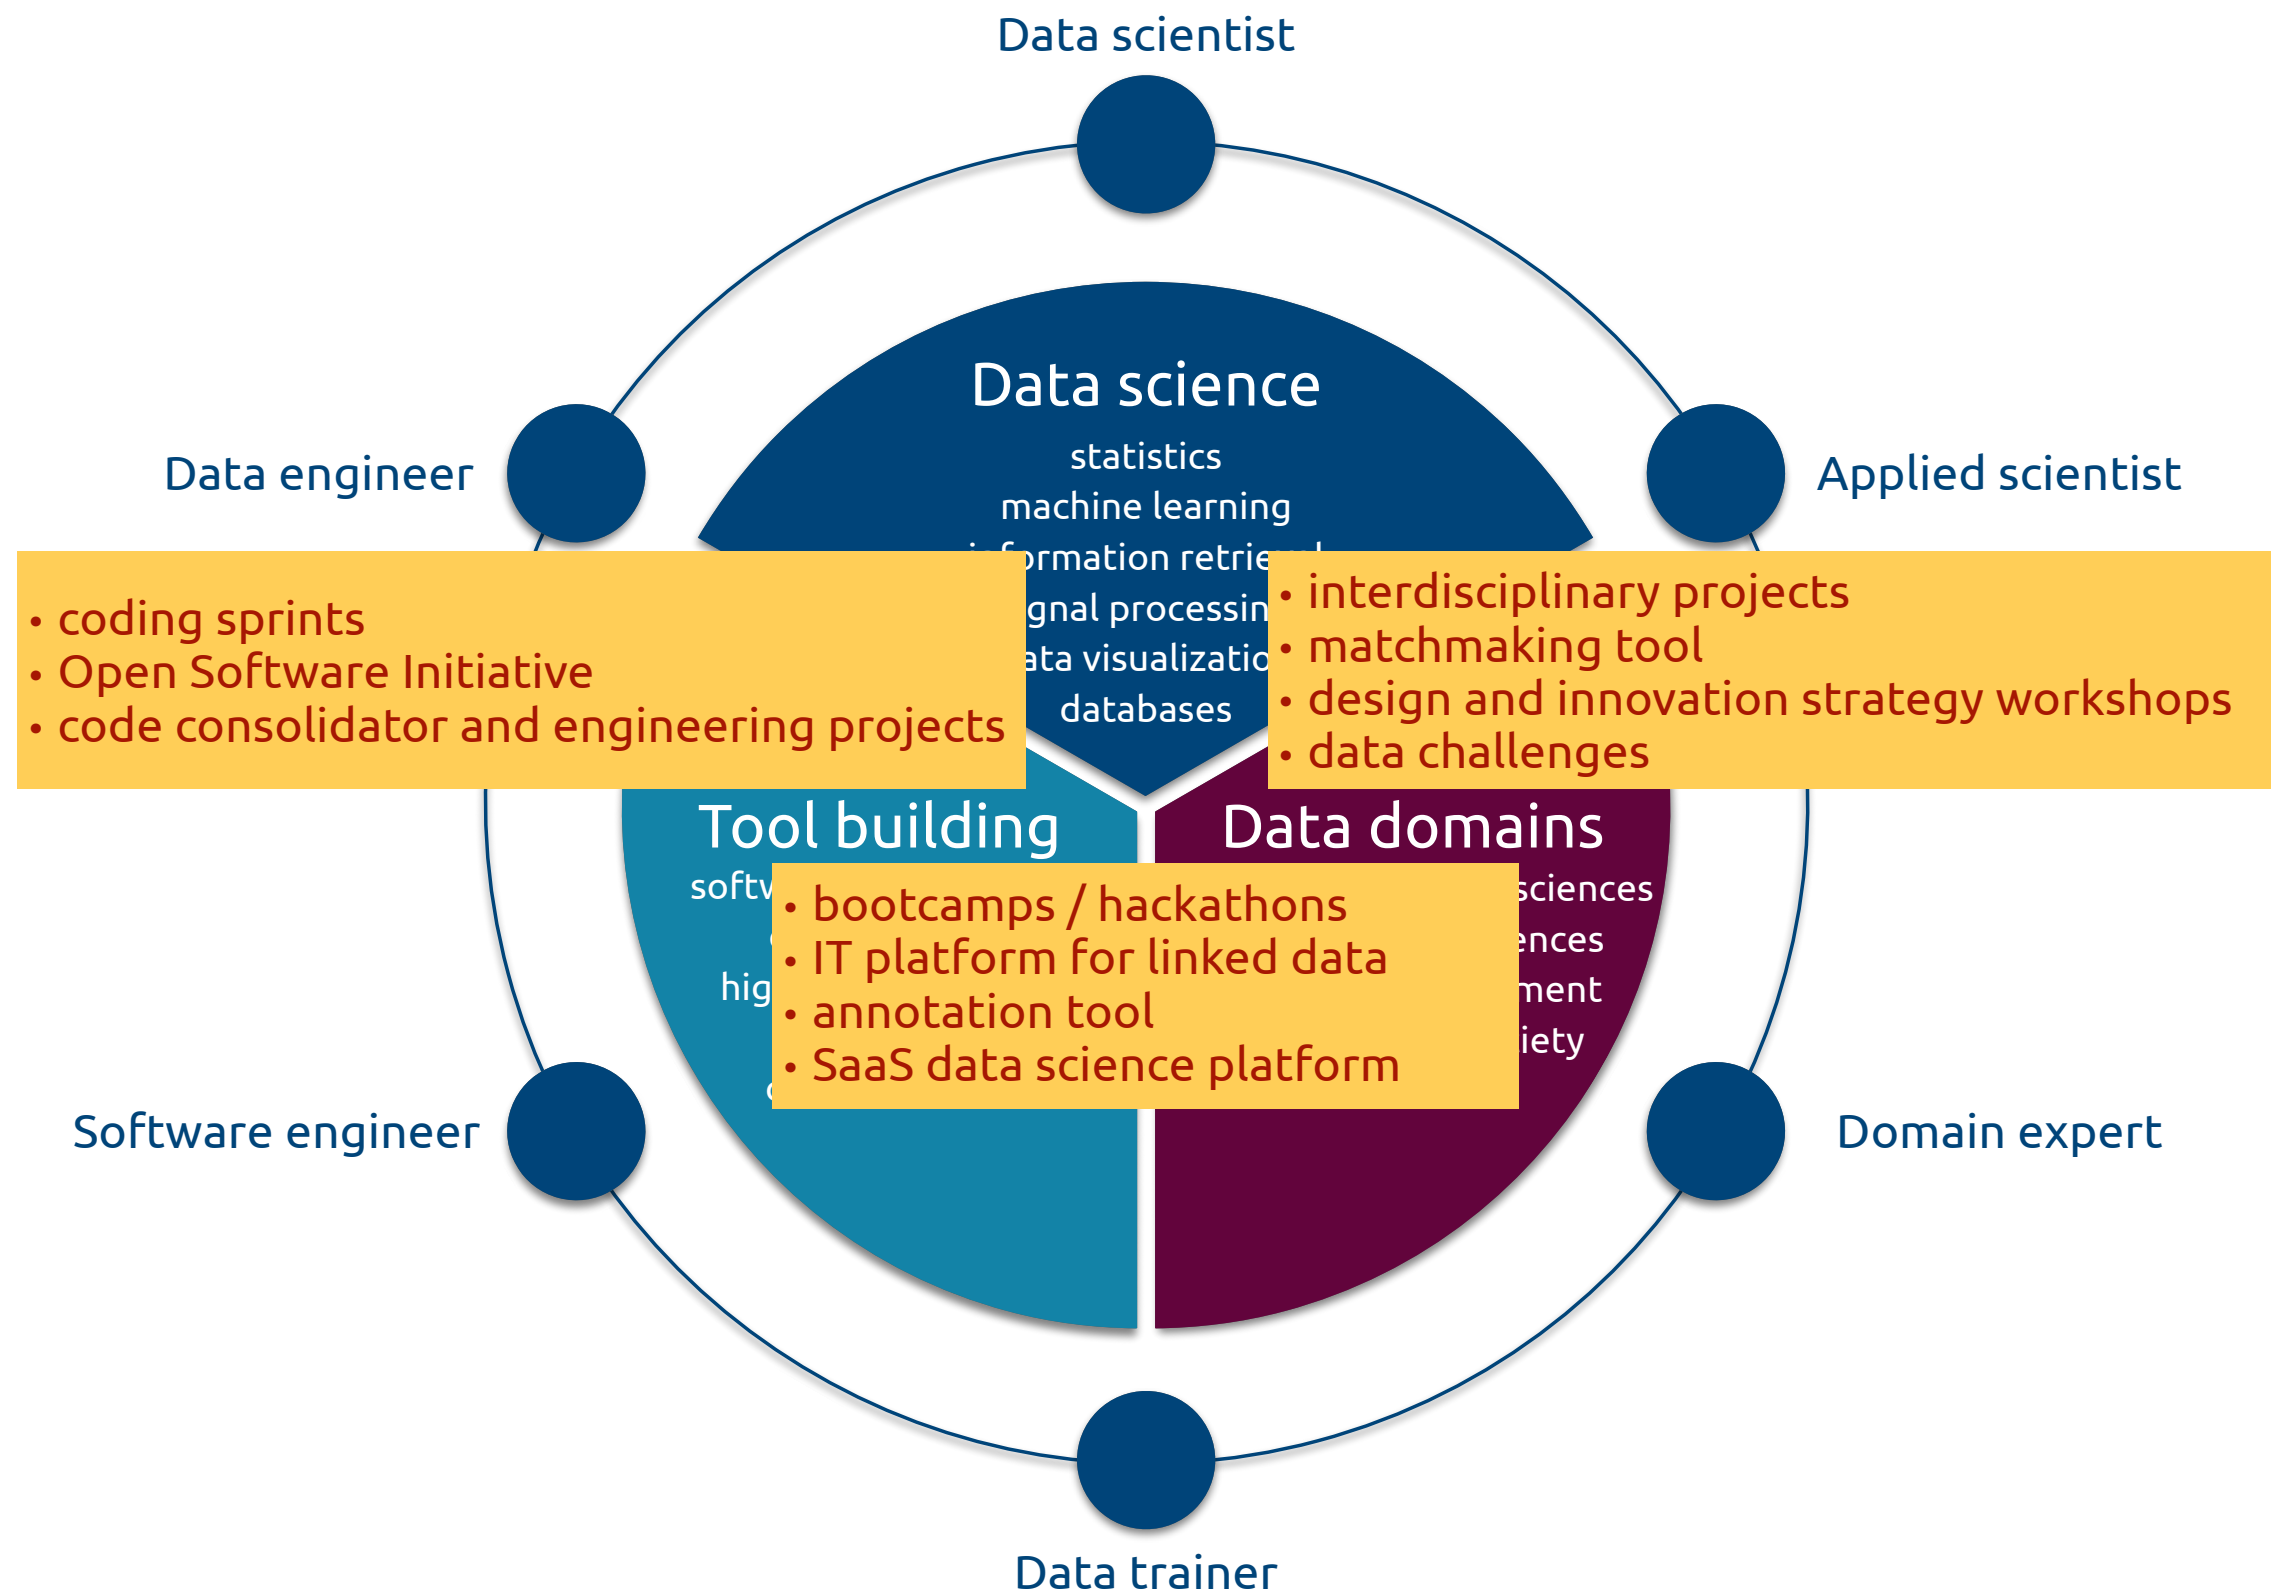 Data scientist
Data science
statistics
machine learning
Data engineer
Applied scientist
• coding sprints
• Open Software Initiative
• code consolidator and engineering projects
databases
• interdisciplinary projects
• matchmaking tool
• design and innovation strategy workshops
• data challenges
Tool building
Data domains
• bootcamps / hackathons
• IT platform for linked data
• annotation tool
• SaaS data science platform
sciences
Software engineer
Domain expert
Data trainer